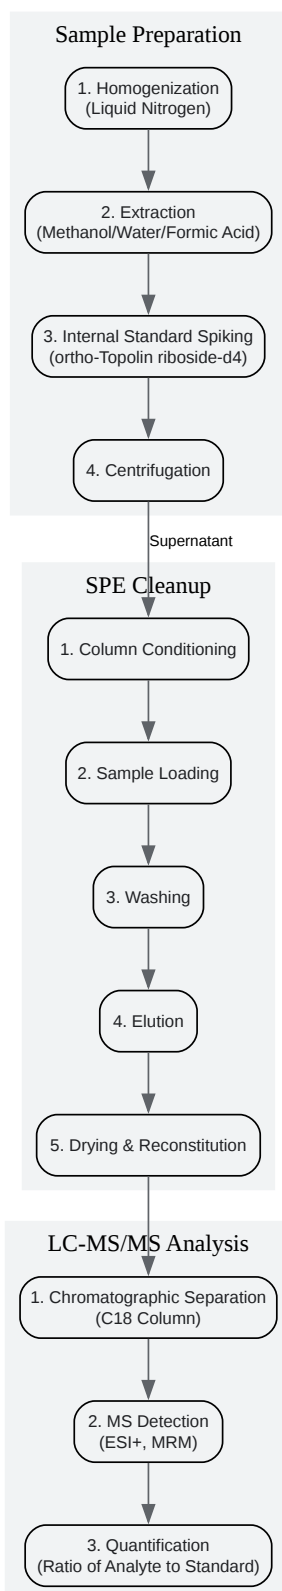 Sample Preparation
1. Homogenization
(Liquid Nitrogen)
2. Extraction
(Methanol/Water/Formic Acid)
3. Internal Standard Spiking
(ortho-Topolin riboside-d4)
4. Centrifugation
Supernatant
SPE Cleanup
1. Column Conditioning
2. Sample Loading
3. Washing
4. Elution
5. Drying & Reconstitution
LC-MS/MS Analysis
1. Chromatographic Separation
(C18 Column)
2. MS Detection
(ESI+, MRM)
3. Quantification
(Ratio of Analyte to Standard)